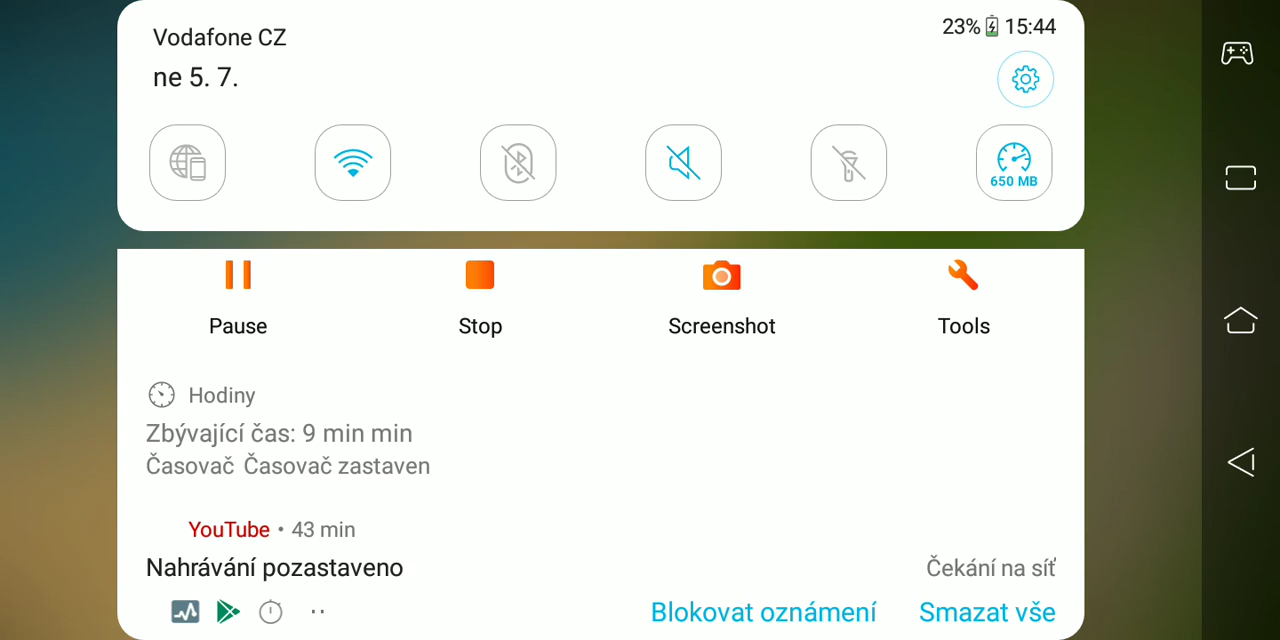 Vodafone CZ
23% 15:44
ne 5. 7.
650 MB
Pause Stop Screenshot Tools
Hodiny
Zbývající čas: 9 min min
Časovač Časovač zastaven
YouTube • 43 min
Nahrávání pozastaveno Čekání na síť
Blokovat oznámení Smazat vše